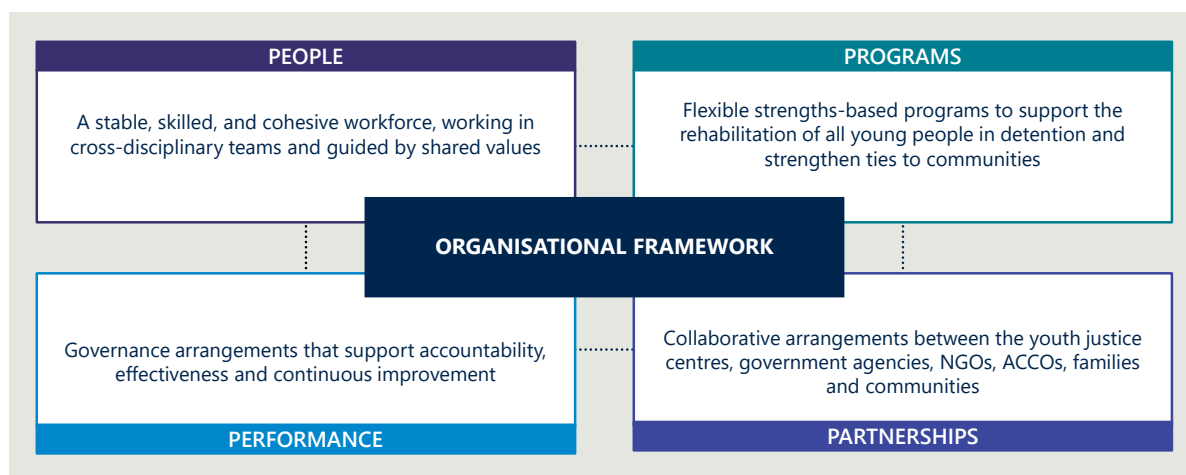 PEOPLE
A stable, skilled, and cohesive workforce, working in
cross-disciplinary teams and guided by shared values
PROGRAMS
Flexible strengths-based programs to support the
rehabilitation of all young people in detention and
strengthen ties to communities
ORGANISATIONAL FRAMEWORK
Governance arrangements that support accountability,
effectiveness and continuous improvement
PERFORMANCE
Collaborative arrangements between the youth justice
centres, government agencies, NGOs, ACCOs, families
and communities
PARTNERSHIPS